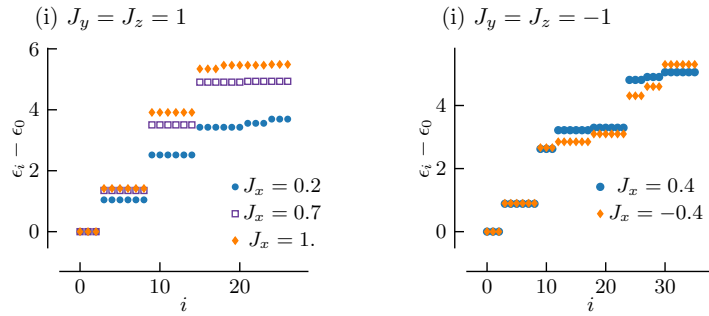 (i) J_y = J_z = 1
ϵ_i − ϵ_0
6
4
2
0
J_x = 0.2
J_x = 0.7
J_x = 1.
0 10 20
i
(i) J_y = J_z = −1
ϵ_i − ϵ_0
4
2
0
J_x = 0.4
J_x = −0.4
0 10 20 30
i